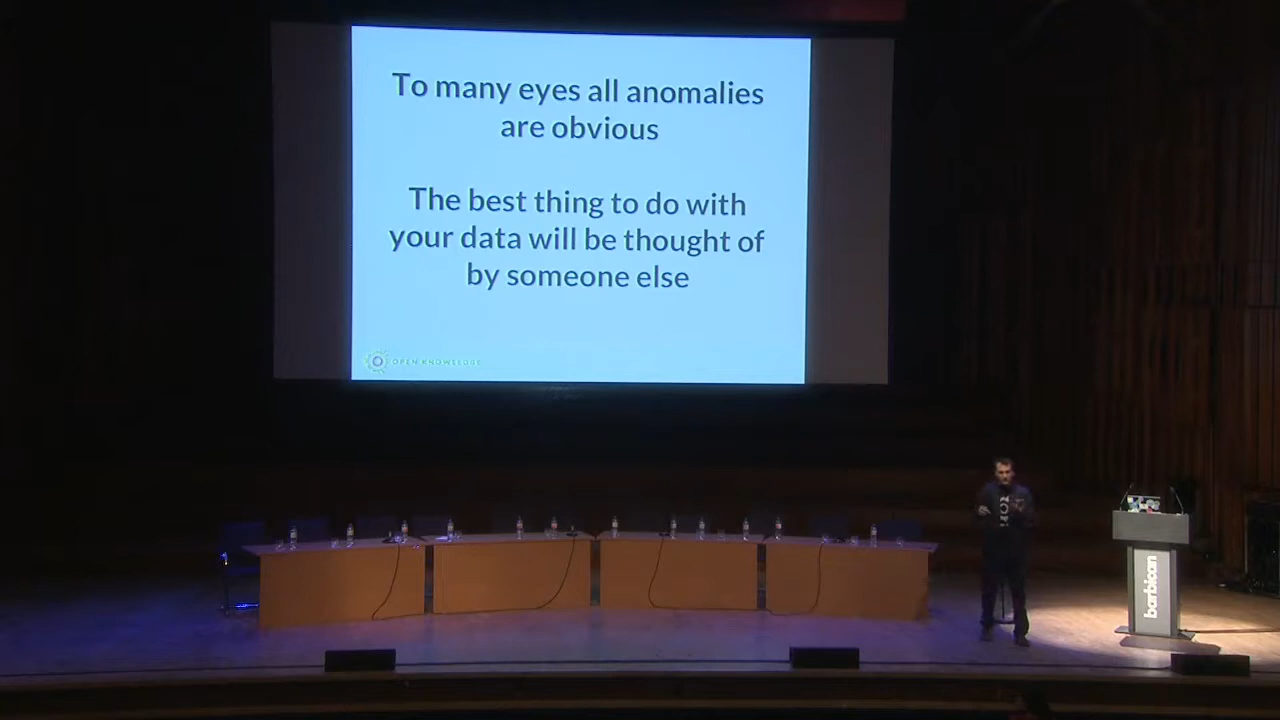 To many eyes all anomalies
are obvious
The best thing to do with
your data will be thought of
by someone else
OPEN KNOWLEDGE
barbican